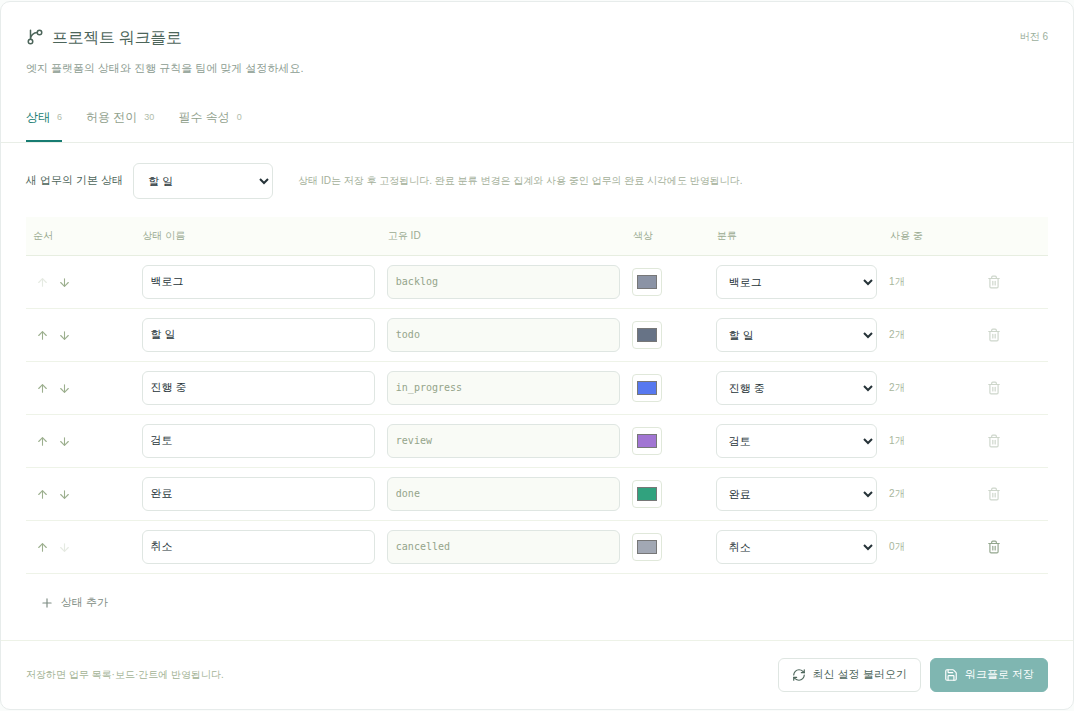 프로젝트 워크플로
버전 6
엣지 플랫폼의 상태와 진행 규칙을 팀에 맞게 설정하세요.
상태 6 허용 전이 30 필수 속성 0
새 업무의 기본 상태 할 일 상태 ID는 저장 후 고정됩니다. 완료 분류 변경은 집계와 사용 중인 업무의 완료 시각에도 반영됩니다.
순서 상태 이름 고유 ID 색상 분류 사용 중
백로그 backlog 백로그 1개
할 일 todo 할 일 2개
진행 중 in_progress 진행 중 2개
검토 review 검토 1개
완료 done 완료 2개
취소 cancelled 취소 0개
상태 추가
저장하면 업무 목록·보드·간트에 반영됩니다. 최신 설정 불러오기 워크플로 저장